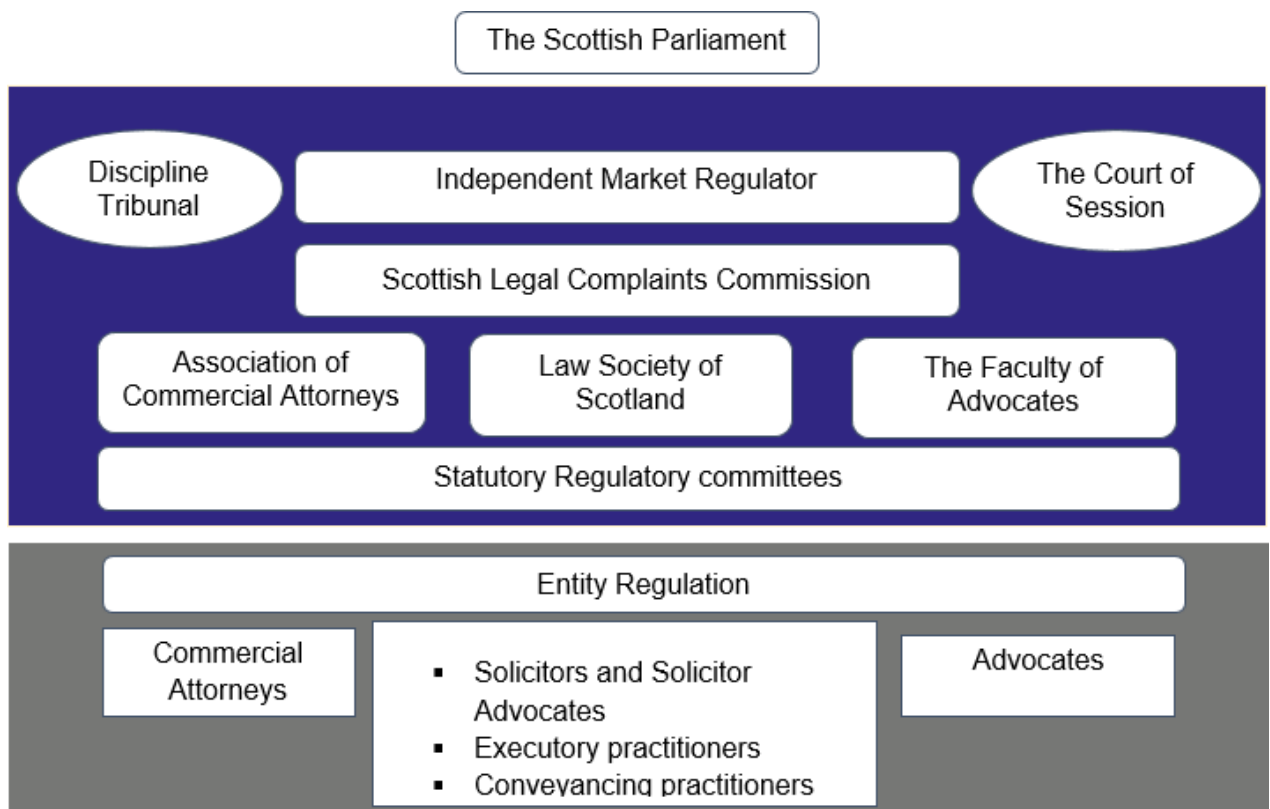 The Scottish Parliament
Discipline
Tribunal
Independent Market Regulator
The Court of
Session
Scottish Legal Complaints Commission
Association of
Commercial Attorneys
Law Society of
Scotland
The Faculty of
Advocates
Statutory Regulatory committees
Entity Regulation
Commercial
Attorneys
▪ Solicitors and Solicitor
Advocates
▪ Executory practitioners
▪ Conveyancing practitioners
Advocates